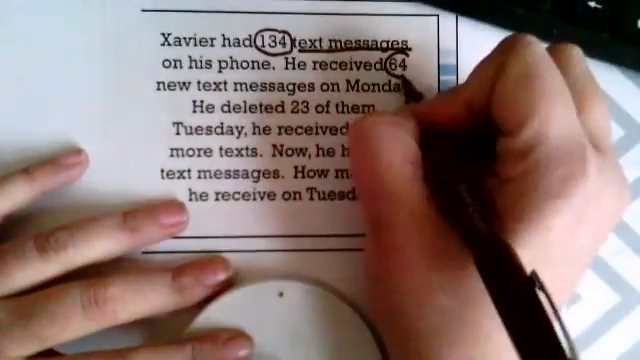 Xavier had 134 text messages
on his phone. He received 64
new text messages on Monda
He deleted 23 of them
Tuesday, he received
more texts. Now, he h
text messages. How m
he receive on Tuesd